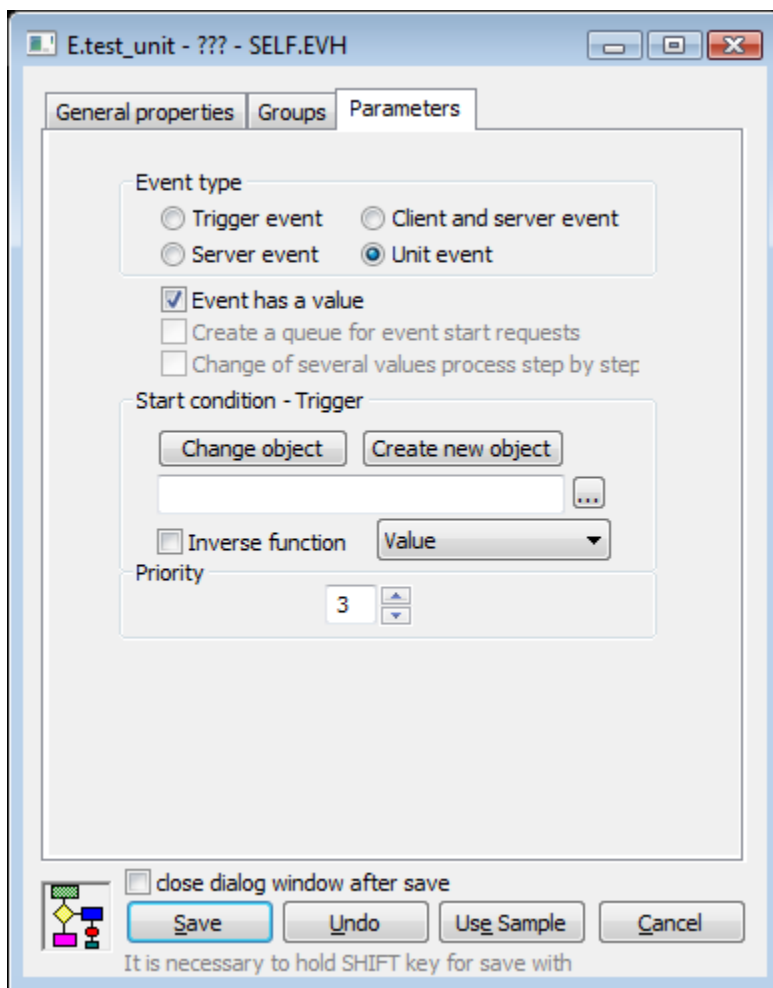 E.test_unit - ??? - SELF.EVH
General properties Groups Parameters
Event type
Trigger event Client and server event
Server event Unit event
Event has a value
Create a queue for event start requests
Change of several values process step by step
Start condition - Trigger
Change object Create new object
...
Inverse function Value
Priority
3
close dialog window after save
Save Undo Use Sample Cancel
It is necessary to hold SHIFT key for save with